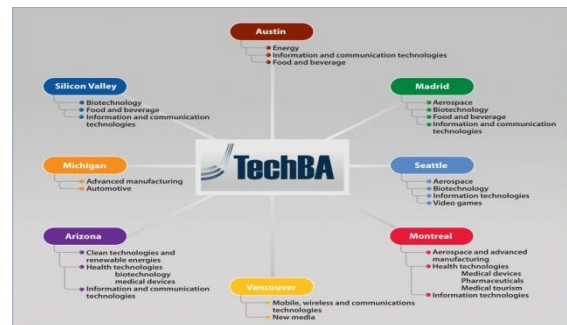 Austin
Energy
Information and communication technologies
Food and beverage
Silicon Valley
Biotechnology
Food and beverage
Information and communication
technologies
Madrid
Aerospace
Biotechnology
Food and beverage
Information and communication
technologies
TechBA
Michigan
Advanced manufacturing
Automotive
Seattle
Aerospace
Biotechnology
Information technologies
Video games
Arizona
Clean technologies and
renewable energies
Health technologies
biotechnology
medical devices
Information and communication
technologies
Vancouver
Mobile, wireless and communications
technologies
New media
Montreal
Aerospace and advanced
manufacturing
Health technologies
Medical devices
Pharmaceuticals
Medical tourism
Information technologies